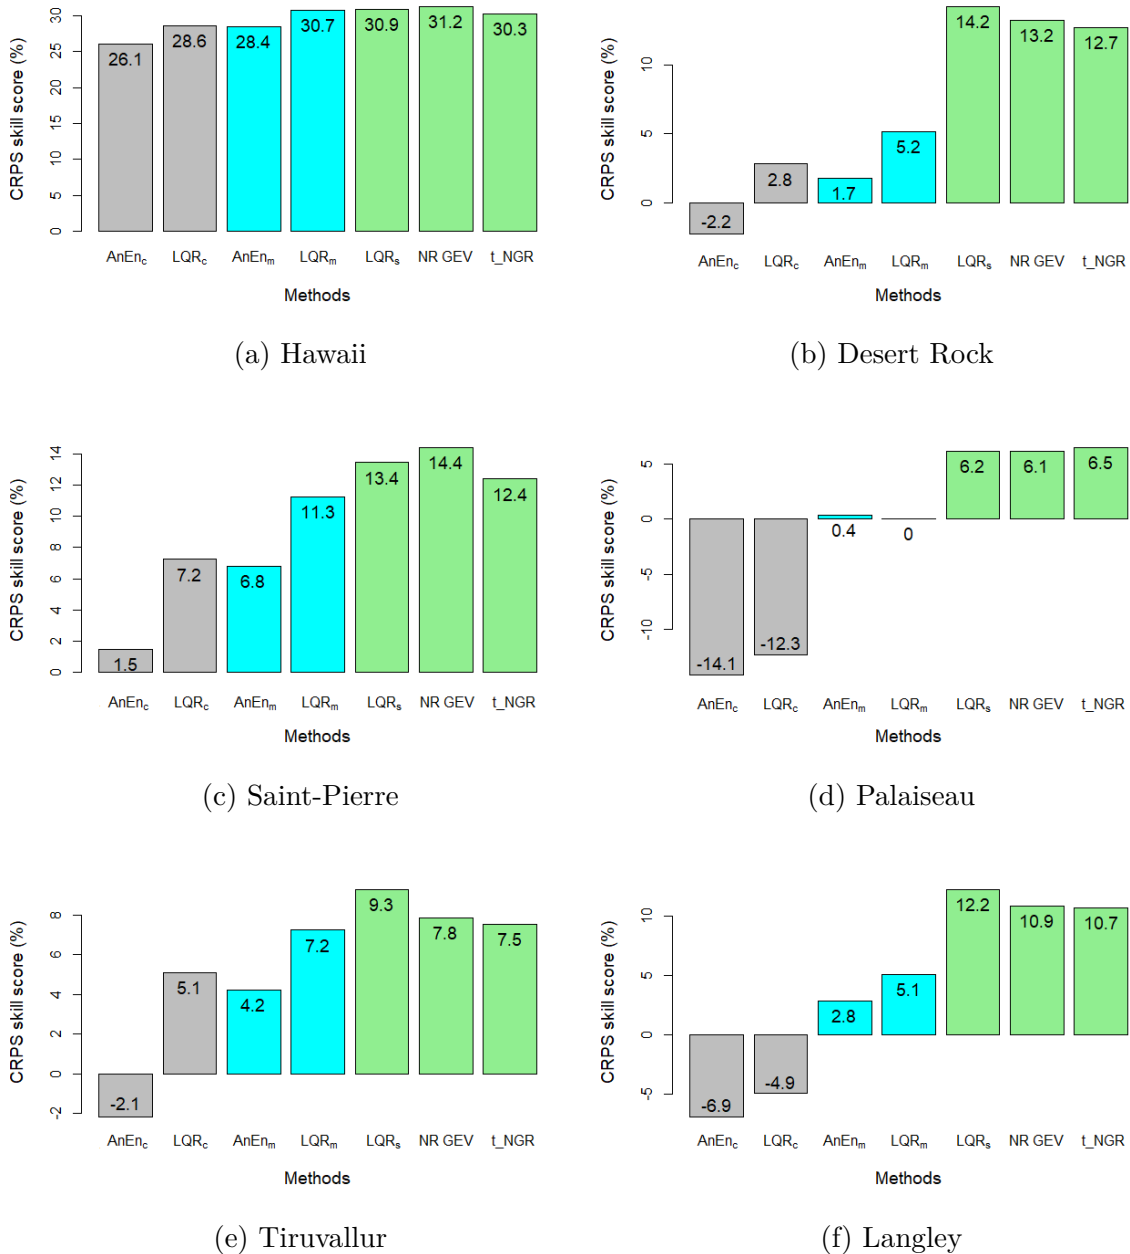 CRPS skill score (%)
0 5 10 15 20 25 30
26.1 28.6 28.4 30.7 30.9 31.2 30.3
AnEnc LQRc AnEnm LQRm LQRs NR GEV t_NGR
Methods
(a) Hawaii
CRPS skill score (%)
0 5 10
-2.2 2.8 1.7 5.2 14.2 13.2 12.7
AnEnc LQRc AnEnm LQRm LQRs NR GEV t_NGR
Methods
(b) Desert Rock
CRPS skill score (%)
0 2 4 6 8 10 12 14
1.5 7.2 6.8 11.3 13.4 14.4 12.4
AnEnc LQRc AnEnm LQRm LQRs NR GEV t_NGR
Methods
(c) Saint-Pierre
CRPS skill score (%)
-10 -5 0 5
-14.1 -12.3 0.4 0 6.2 6.1 6.5
AnEnc LQRc AnEnm LQRm LQRs NR GEV t_NGR
Methods
(d) Palaiseau
CRPS skill score (%)
-2 0 2 4 6 8
-2.1 5.1 4.2 7.2 9.3 7.8 7.5
AnEnc LQRc AnEnm LQRm LQRs NR GEV t_NGR
Methods
(e) Tiruvallur
CRPS skill score (%)
-5 0 5 10
-6.9 -4.9 2.8 5.1 12.2 10.9 10.7
AnEnc LQRc AnEnm LQRm LQRs NR GEV t_NGR
Methods
(f) Langley